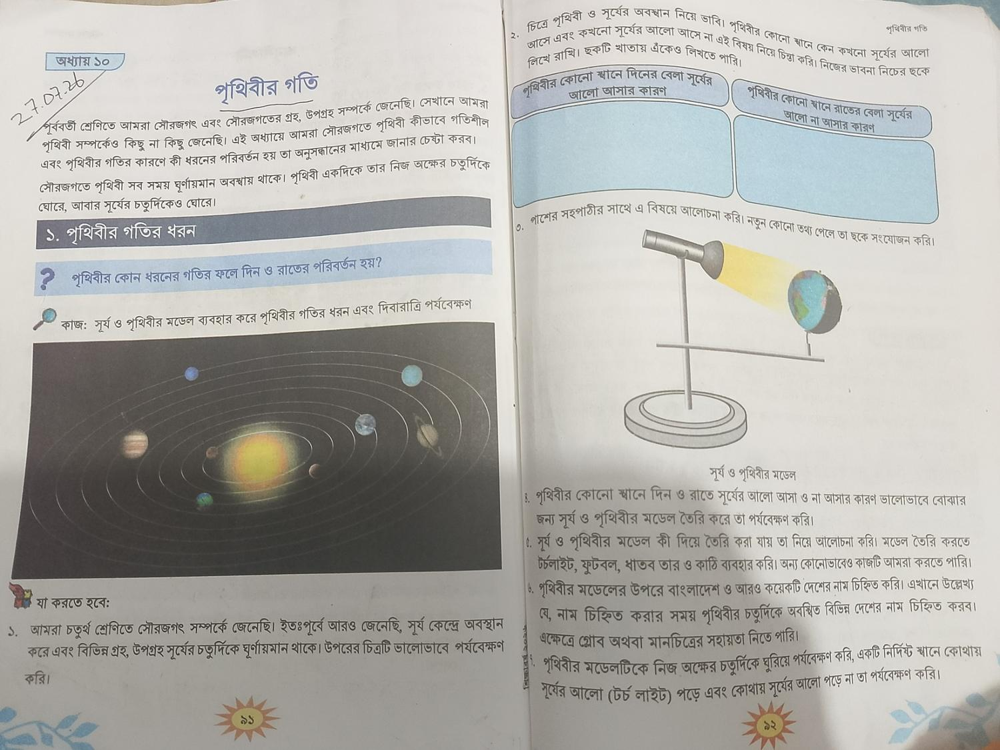 অধ্যায় ১০
27.07.26
পৃথিবীর গতি
পূর্ববর্তী শ্রেণিতে আমরা সৌরজগৎ এবং সৌরজগতের গ্রহ, উপগ্রহ সম্পর্কে জেনেছি। সেখানে আমরা
পৃথিবী সম্পর্কেও কিছু না কিছু জেনেছি। এই অধ্যায়ে আমরা সৌরজগতে পৃথিবী কীভাবে গতিশীল
এবং পৃথিবীর গতির কারণে কী ধরনের পরিবর্তন হয় তা অনুসন্ধানের মাধ্যমে জানার চেষ্টা করব।
সৌরজগতে পৃথিবী সব সময় ঘূর্ণায়মান অবস্থায় থাকে। পৃথিবী একদিকে তার নিজ অক্ষের চতুর্দিকে
ঘোরে, আবার সূর্যের চতুর্দিকেও ঘোরে।
১. পৃথিবীর গতির ধরন
? পৃথিবীর কোন ধরনের গতির ফলে দিন ও রাতের পরিবর্তন হয়?
কাজ: সূর্য ও পৃথিবীর মডেল ব্যবহার করে পৃথিবীর গতির ধরন এবং দিবারাত্রি পর্যবেক্ষণ
যা করতে হবে:
১. আমরা চতুর্থ শ্রেণিতে সৌরজগৎ সম্পর্কে জেনেছি। ইতঃপূর্বে আরও জেনেছি, সূর্য কেন্দ্রে অবস্থান
করে এবং বিভিন্ন গ্রহ, উপগ্রহ সূর্যের চতুর্দিকে ঘূর্ণায়মান থাকে। উপরের চিত্রটি ভালোভাবে পর্যবেক্ষণ
করি।
৯১
পৃথিবীর গতি
২. চিত্রে পৃথিবী ও সূর্যের অবস্থান নিয়ে ভাবি। পৃথিবীর কোনো স্থানে কেন কখনো সূর্যের আলো
আসে এবং কখনো সূর্যের আলো আসে না এই বিষয় নিয়ে চিন্তা করি। নিজের ভাবনা নিচের ছকে
লিখে রাখি। ছকটি খাতায় এঁকেও লিখতে পারি।
পৃথিবীর কোনো স্থানে দিনের বেলা সূর্যের
আলো আসার কারণ
পৃথিবীর কোনো স্থানে রাতের বেলা সূর্যের
আলো না আসার কারণ
৩. পাশের সহপাঠীর সাথে এ বিষয়ে আলোচনা করি। নতুন কোনো তথ্য পেলে তা ছকে সংযোজন করি।
সূর্য ও পৃথিবীর মডেল
৪. পৃথিবীর কোনো স্থানে দিন ও রাতে সূর্যের আলো আসা ও না আসার কারণ ভালোভাবে বোঝার
জন্য সূর্য ও পৃথিবীর মডেল তৈরি করে তা পর্যবেক্ষণ করি।
৫. সূর্য ও পৃথিবীর মডেল কী দিয়ে তৈরি করা যায় তা নিয়ে আলোচনা করি। মডেল তৈরি করতে
টর্চলাইট, ফুটবল, ধাতব তার ও কাঠি ব্যবহার করি। অন্য কোনোভাবেও কাজটি আমরা করতে পারি।
৬. পৃথিবীর মডেলের উপরে বাংলাদেশ ও আরও কয়েকটি দেশের নাম চিহ্নিত করি। এখানে উল্লেখ্য
যে, নাম চিহ্নিত করার সময় পৃথিবীর চতুর্দিকে অবস্থিত বিভিন্ন দেশের নাম চিহ্নিত করব।
এক্ষেত্রে গ্লোব অথবা মানচিত্রের সহায়তা নিতে পারি।
৭. পৃথিবীর মডেলটিকে নিজ অক্ষের চতুর্দিকে ঘুরিয়ে পর্যবেক্ষণ করি, একটি নির্দিষ্ট স্থানে কোথায়
সূর্যের আলো (টর্চ লাইট) পড়ে এবং কোথায় সূর্যের আলো পড়ে না তা পর্যবেক্ষণ করি।
৯২